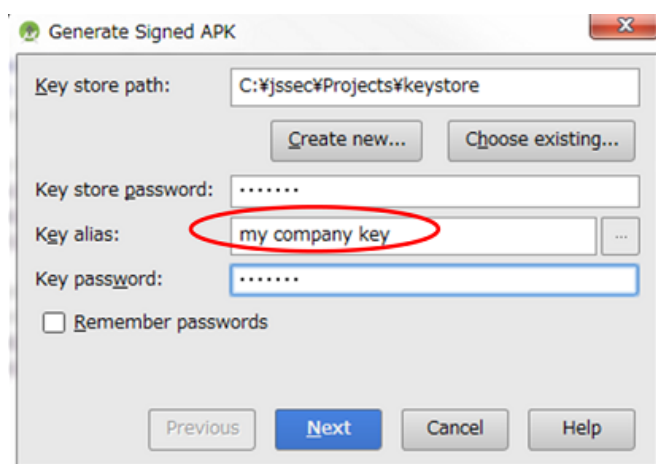 Generate Signed APK
Key store path: C:¥jssec¥Projects¥keystore
Create new... Choose existing...
Key store password: •••••••
Key alias: my company key ...
Key password: •••••••
Remember passwords
Previous Next Cancel Help